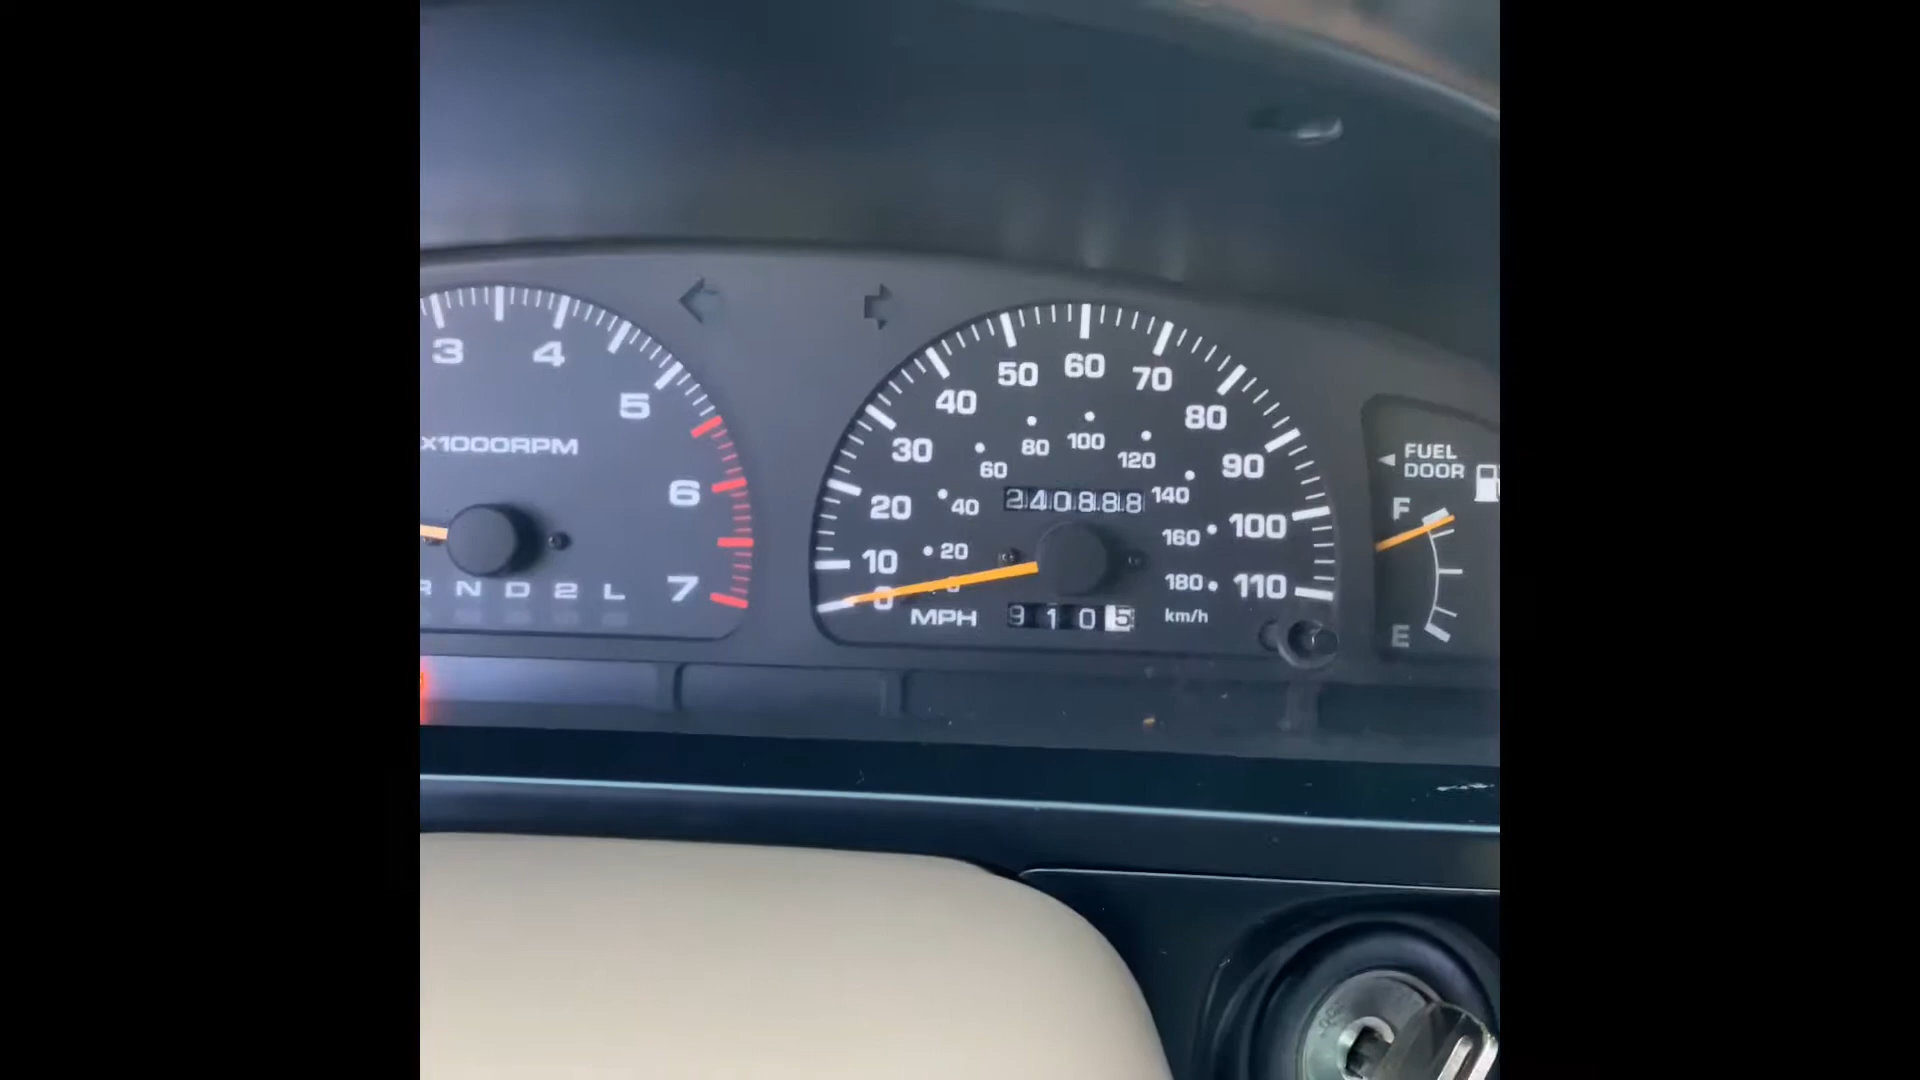 3 4 5 6 7
X1000RPM
R N D 2 L
0 10 20 30 40 50 60 70 80 90 100 110
20 40 60 80 100 120 140 160 180
240888
MPH
9105
km/h
FUEL
DOOR
F
E